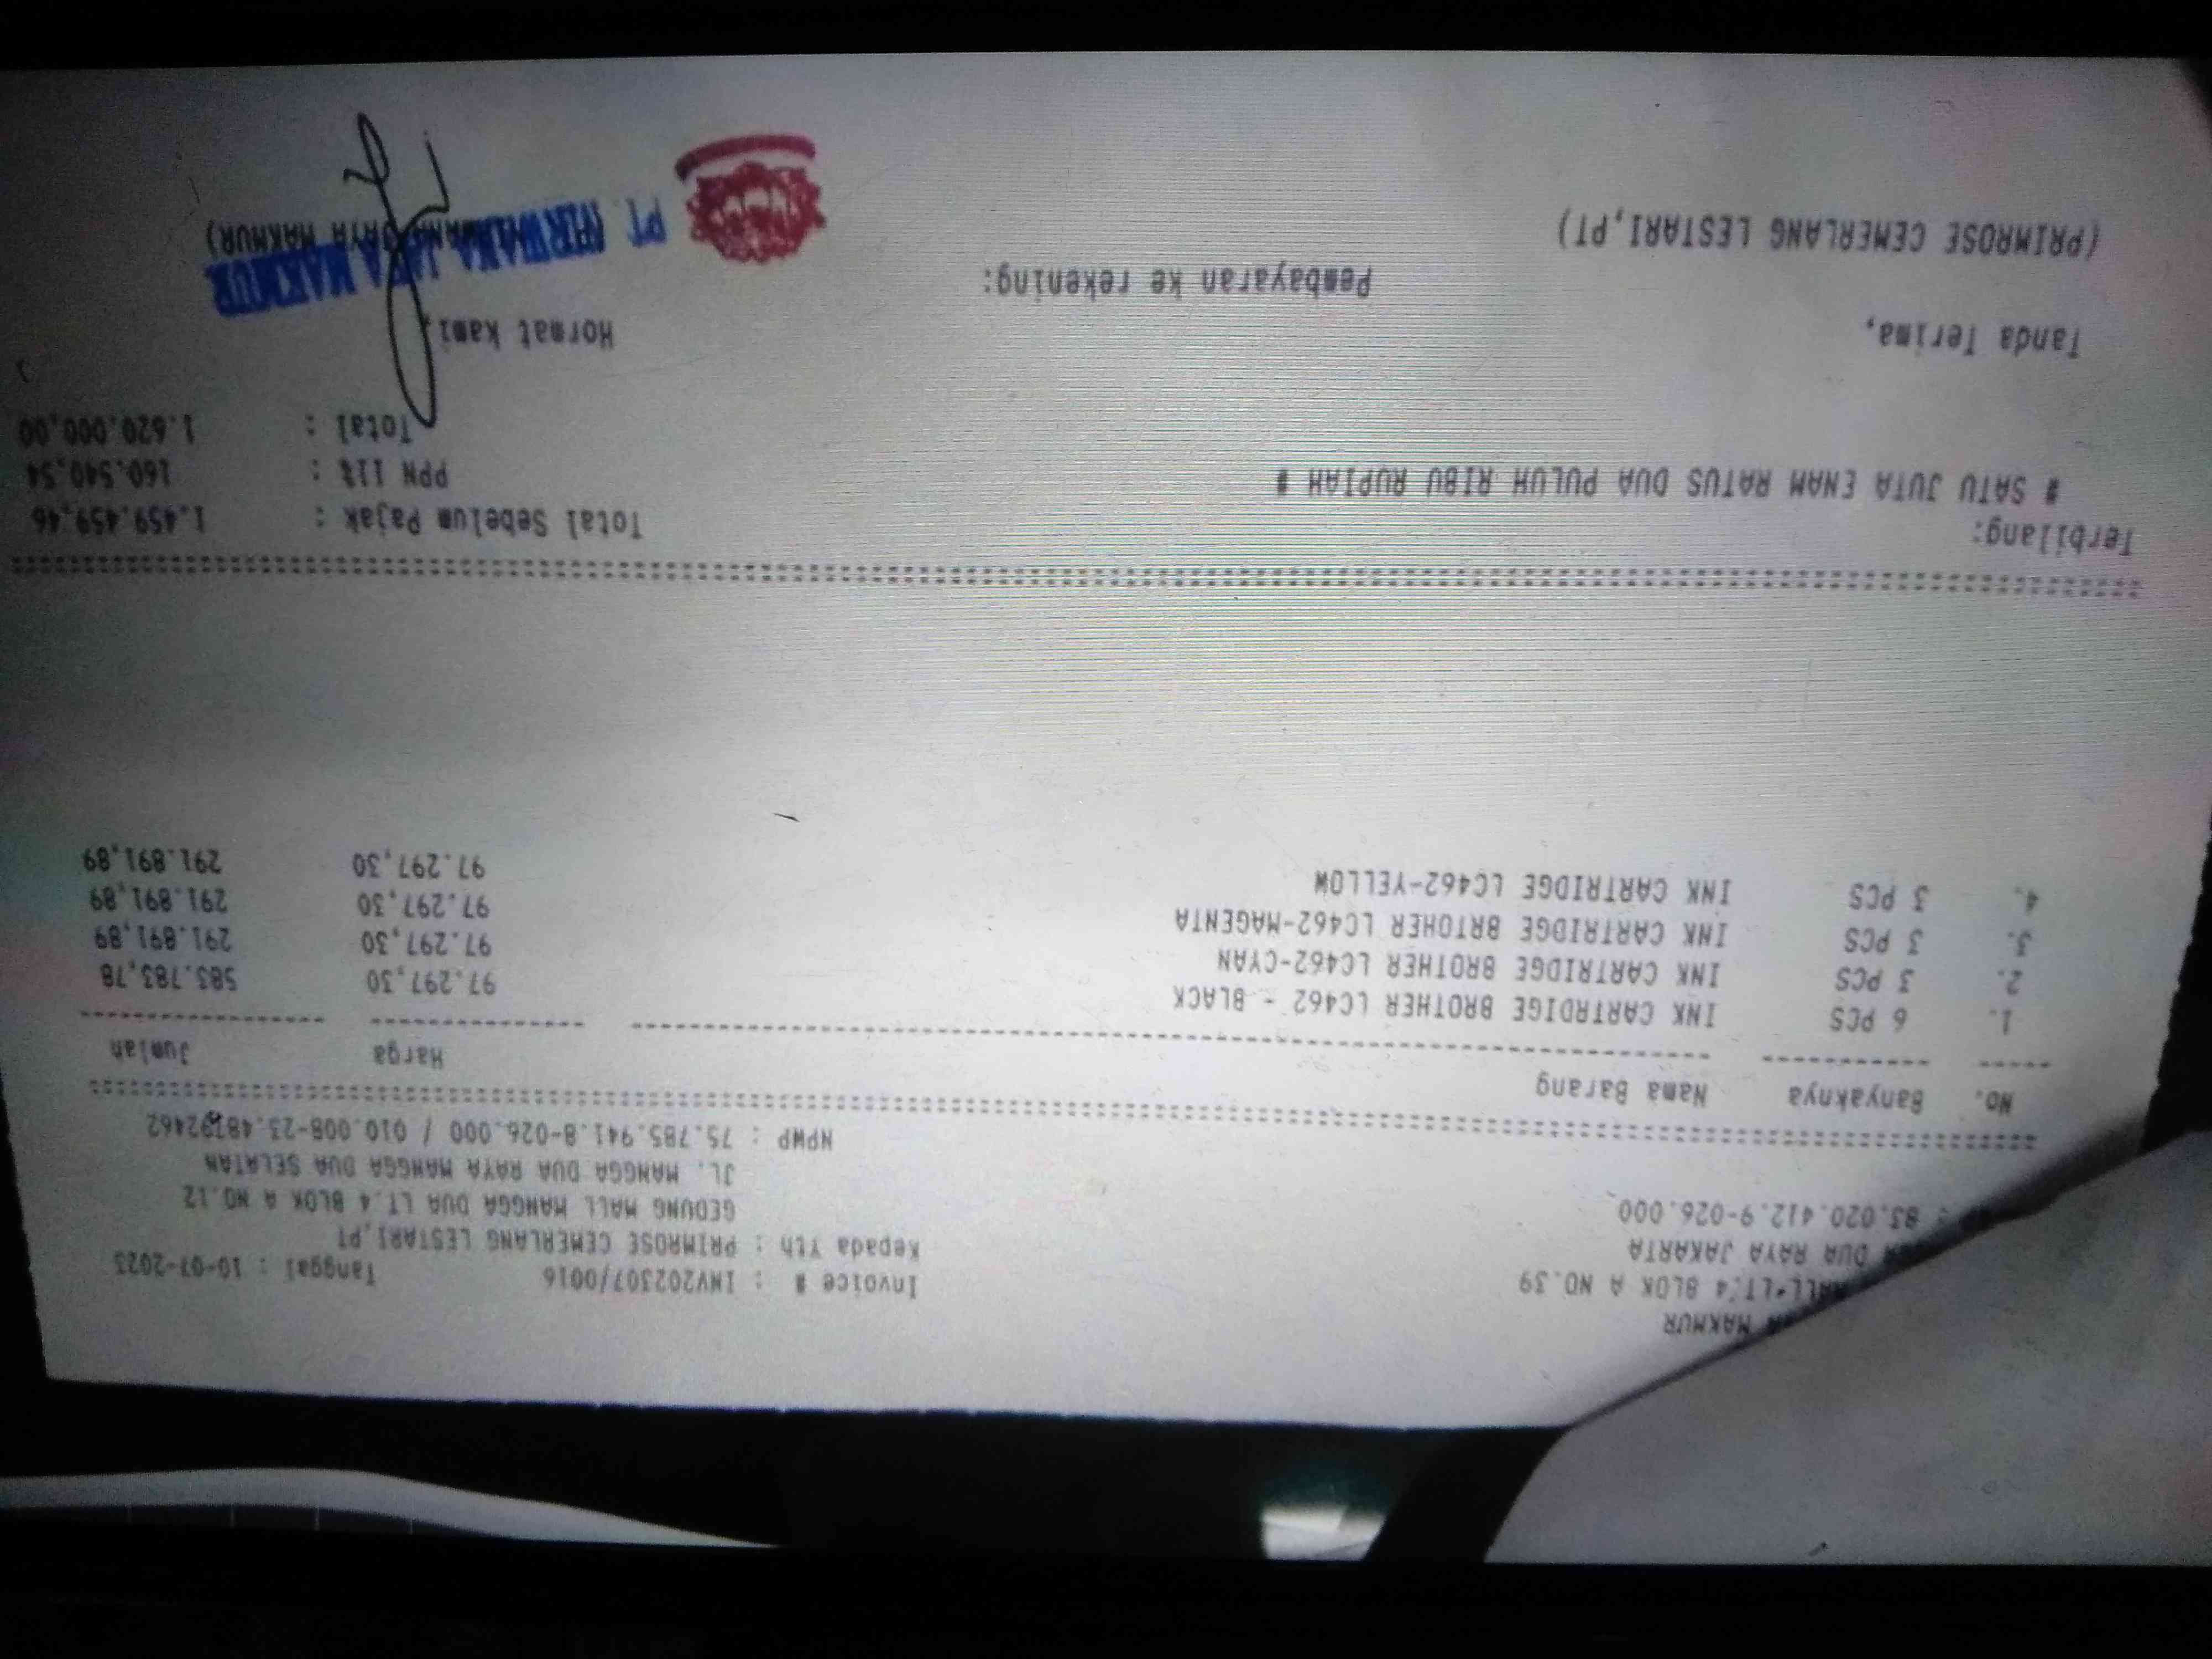 MAKMUR
LT.4 BLOK A NO.39
DUA RAYA JAKARTA
: 83.020.412.9-026.000
Invoice # : INV202307/0016 Tanggal : 10-07-2023
Kepada Yth : PRIMROSE CEMERLANG LESTARI,PT
GEDUNG MALL MANGGA DUA LT.4 BLOK A NO.12
JL. MANGGA DUA RAYA MANGGA DUA SELATAN
NPWP : 75.785.941.8-026.000 /
No. Banyaknya Nama Barang Harga Jumlah
1. 6 PCS INK CARTRDIGE BROTHER LC462 - BLACK 97.297,30 583.783,78
2. 3 PCS INK CARTRIDGE BROTHER LC462-CYAN 97.297,30 291.891,89
3. 3 PCS INK CARTRIDGE BRTOHER LC462-MAGENTA 97.297,30 291.891,89
4. 3 PCS INK CARTRIDGE LC462-YELLOW 97.297,30 291.891,89
Terbilang:
# SATU JUTA ENAM RATUS DUA PULUH RIBU RUPIAH #
Total Sebelum Pajak : 1.459.459,46
PPN 11% : 160.540,54
Total : 1.620.000,00
Tanda Terima,
Pembayaran ke rekening:
Hormat kami,
(PRIMROSE CEMERLANG LESTARI,PT)
JAYA MAKMUR)
PT. JAYA MAKMUR